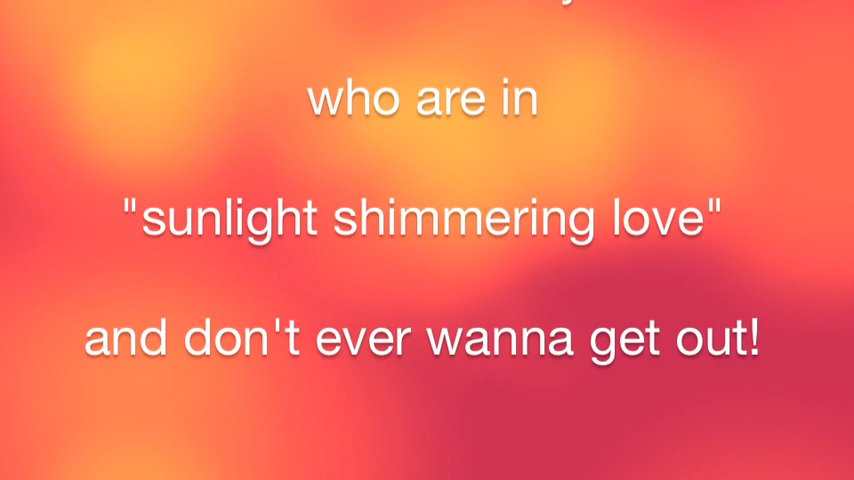 who are in
"sunlight shimmering love"
and don't ever wanna get out!